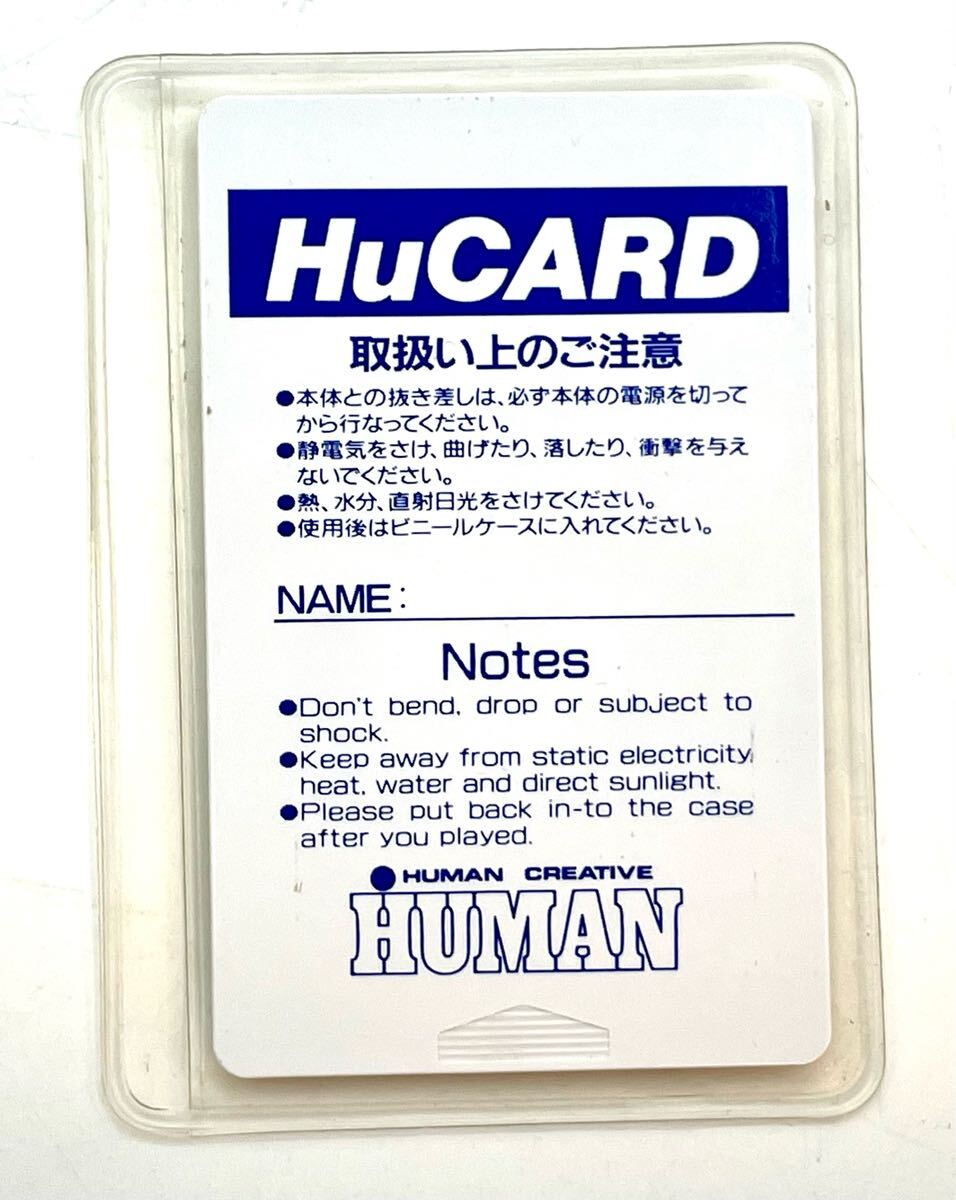 HuCARD
取扱い上のご注意
●本体との抜き差しは、必ず本体の電源を切って
から行なってください。
●静電気をさけ、曲げたり、落したり、衝撃を与え
ないでください。
●熱、水分、直射日光をさけてください。
●使用後はビニールケースに入れてください。
NAME:
Notes
●Don't bend, drop or subject to
shock.
●Keep away from static electricity,
heat, water and direct sunlight.
●Please put back in-to the case
after you played.
HUMAN CREATIVE
HUMAN